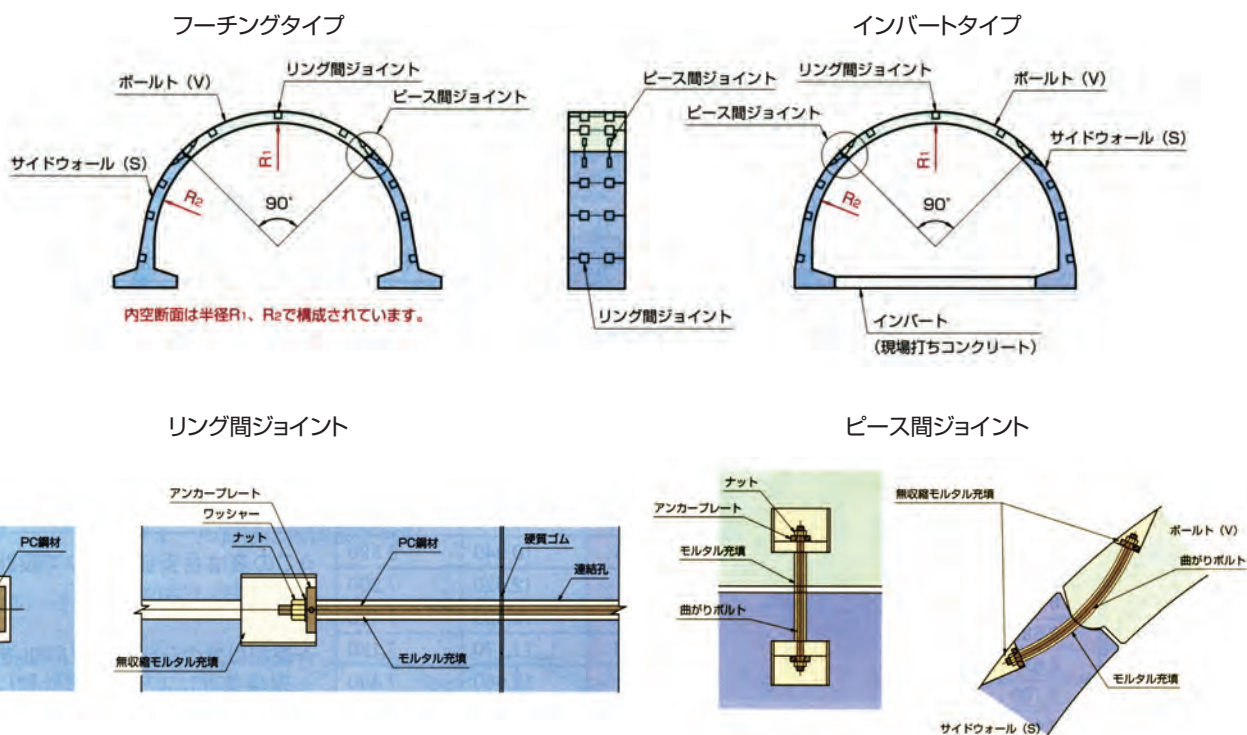 フーチングタイプ
ボールト（V）
リング間ジョイント
ピース間ジョイント
サイドウォール（S）
R1
R2
90°
内空断面は半径R1、R2で構成されています。
ピース間ジョイント
リング間ジョイント
インバートタイプ
リング間ジョイント
ボールト（V）
ピース間ジョイント
サイドウォール（S）
R1
R2
90°
インバート
（現場打ちコンクリート）
リング間ジョイント
PC鋼材
アンカープレート
ワッシャー
ナット
PC鋼材
硬質ゴム
連結孔
無収縮モルタル充填
モルタル充填
ピース間ジョイント
ナット
アンカープレート
モルタル充填
曲がりボルト
無収縮モルタル充填
ボールト（V）
曲がりボルト
モルタル充填
サイドウォール（S）